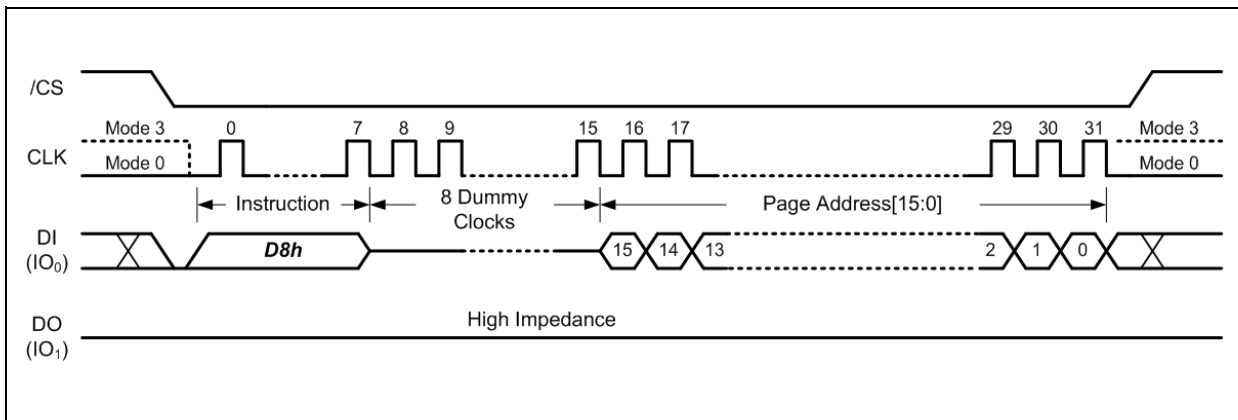 /CS
Mode 3 0 7 8 9 15 16 17 29 30 31 Mode 3
CLK
Mode 0 Mode 0
Instruction 8 Dummy Clocks Page Address[15:0]
DI
(IO₀)
D8h 15 14 13 2 1 0
High Impedance
DO
(IO₁)